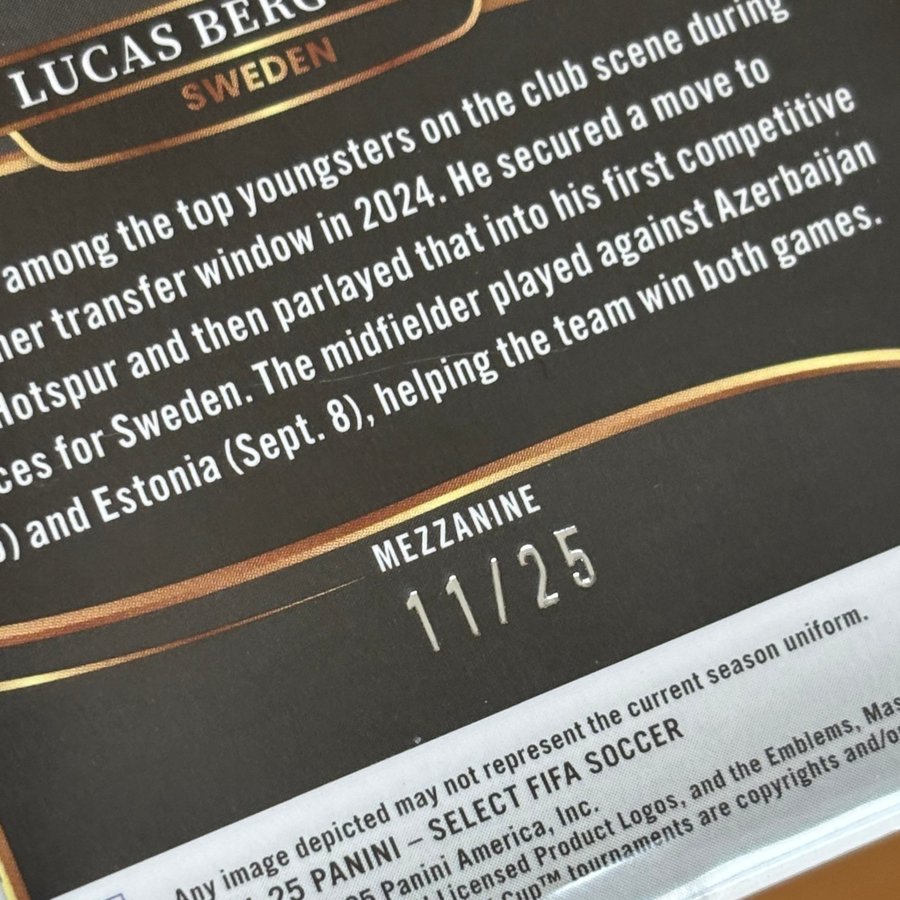 LUCAS BERG
SWEDEN
among the top youngsters on the club scene during
transfer window in 2024. He secured a move to
Hotspur and then parlayed that into his first competitive
for Sweden. The midfielder played against Azerbaijan
) and Estonia (Sept. 8), helping the team win both games.
MEZZANINE
11/25
Any image depicted may not represent the current season uniform.
25 PANINI – SELECT FIFA SOCCER
Panini America, Inc.
Licensed Product Logos, and the Emblems,
Cup™ tournaments are copyrights and/